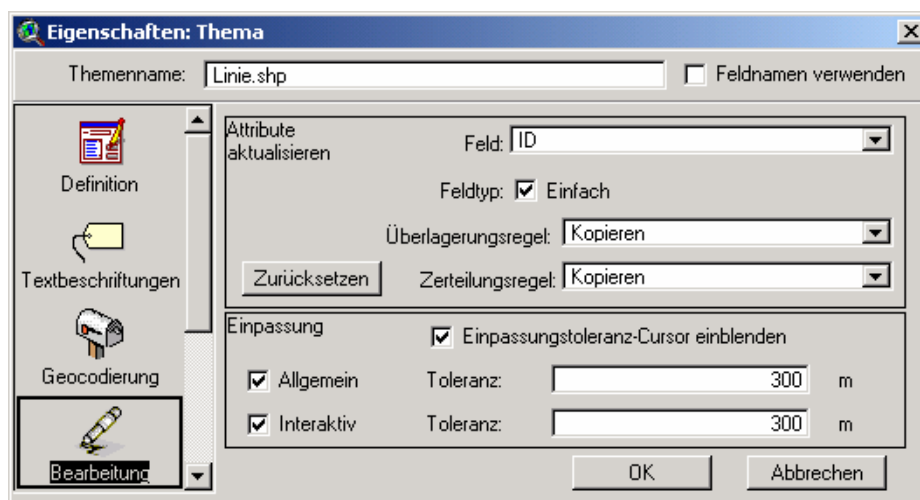 Eigenschaften: Thema
Themenname: Linie.shp Feldnamen verwenden
Definition
Textbeschriftungen
Geocodierung
Bearbeitung
Attribute
aktualisieren
Feld: ID
Feldtyp: Einfach
Überlagerungsregel: Kopieren
Zurücksetzen Zerteilungsregel: Kopieren
Einpassung
Einpassungstoleranz-Cursor einblenden
Allgemein Toleranz: 300 m
Interaktiv Toleranz: 300 m
OK Abbrechen